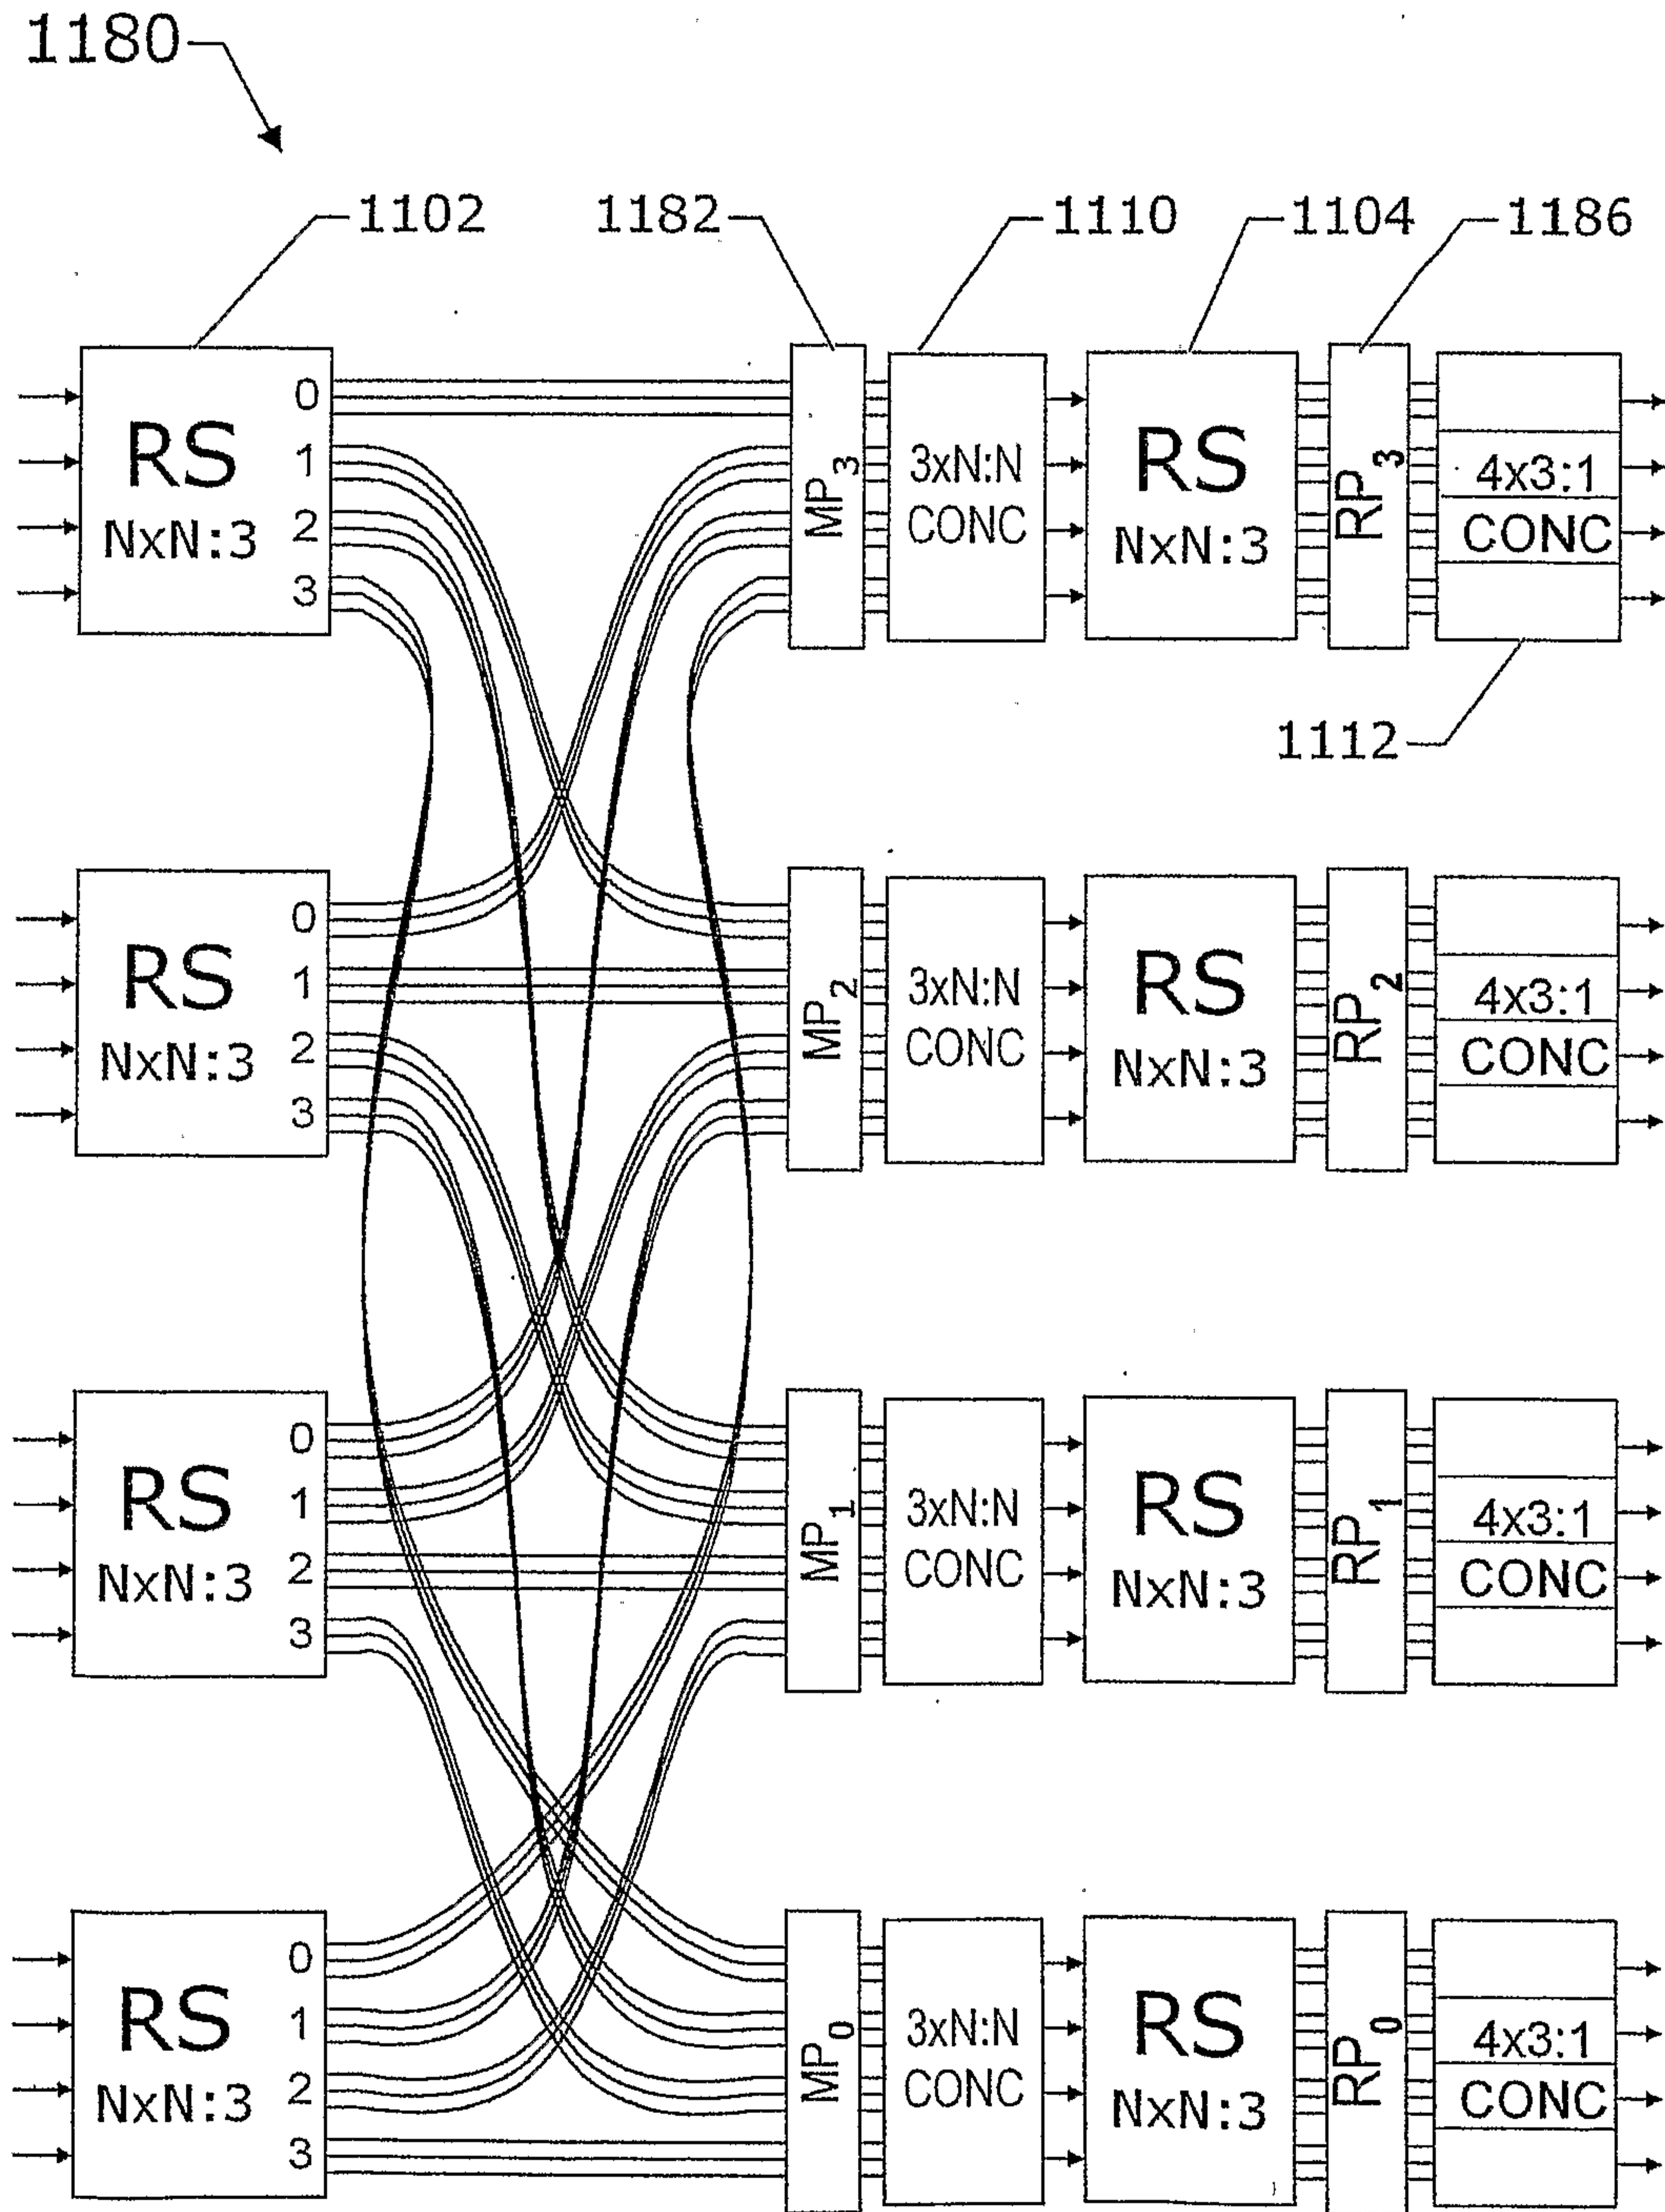 1180
1102 1182 1110 1104 1186
0
RS 1 MP3 3xN:N RS RP3 4x3:1
NxN:3 2 CONC NxN:3 CONC
3
1112
0
RS 1 MP2 3xN:N RS RP2 4x3:1
NxN:3 2 CONC NxN:3 CONC
3
0
RS 1 MP1 3xN:N RS RP1 4x3:1
NxN:3 2 CONC NxN:3 CONC
3
0
RS 1 MP0 3xN:N RS RP0 4x3:1
NxN:3 2 CONC NxN:3 CONC
3